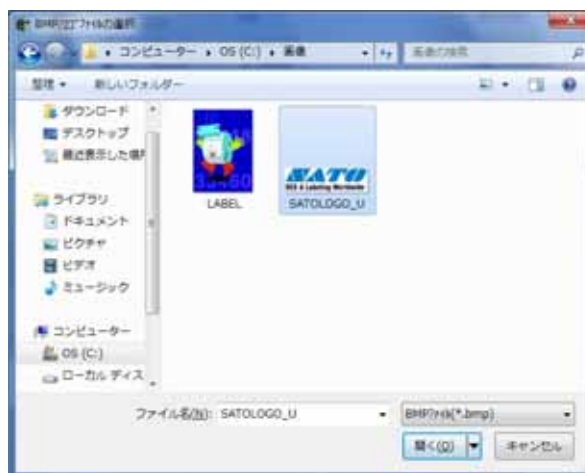 BMPﾌｧｲﾙの選択
コンピューター ▸ OS (C:) ▸ 画像
画像の検索
整理 ▾ 新しいフォルダー
ダウンロード
デスクトップ
最近表示した場所
ライブラリ
ドキュメント
ピクチャ
ビデオ
ミュージック
コンピューター
OS (C:)
ローカル ディス
SATO
DCS & Labeling Worldwide
LABEL
SATOLOGO_U
ファイル名(N): SATOLOGO_U
BMPﾌｧｲﾙ(*.bmp)
開く(O)
キャンセル